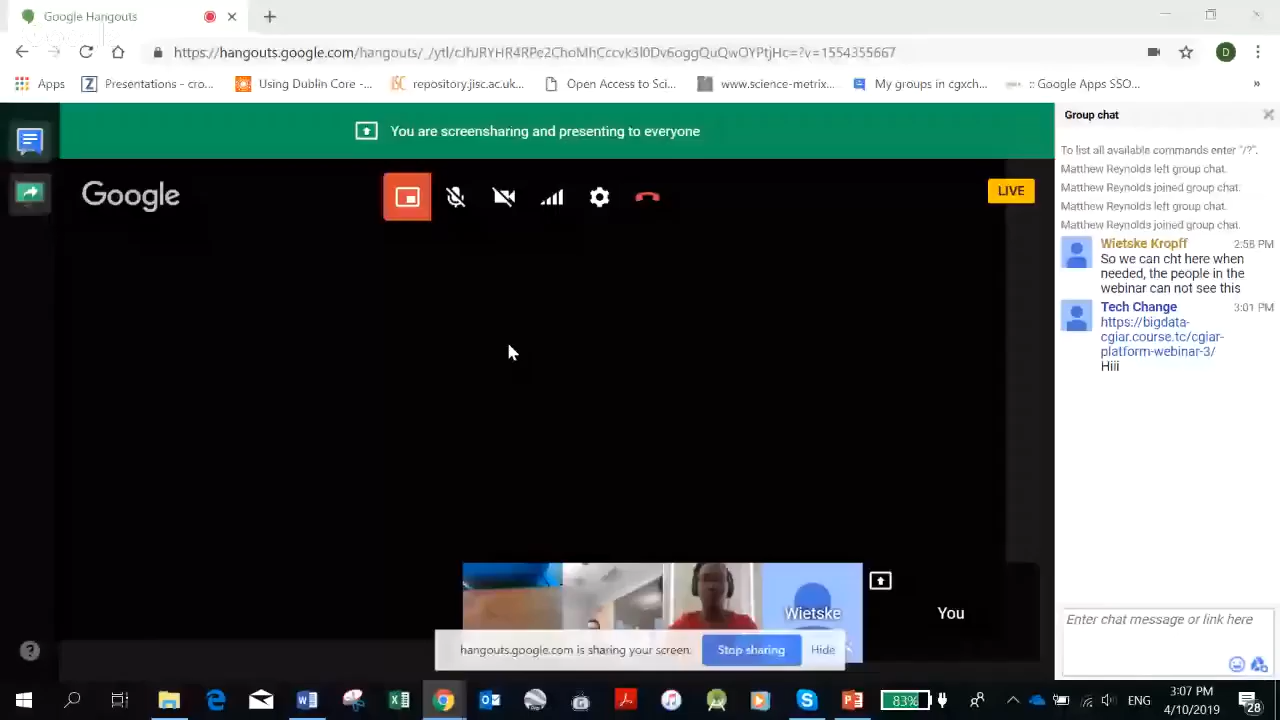 Google Hangouts
https://hangouts.google.com/hangouts/_/ytl/cJhJRYHR4RPe2ChoMhCccvk3l0Dv6oggQuQwOYPtjHc=?v=1554355667
D
Apps
Presentations - cro...
Using Dublin Core -...
repository.jisc.ac.uk...
Open Access to Sci...
www.science-metrix...
My groups in cgxch...
:: Google Apps SSO...
»
You are screensharing and presenting to everyone
Google
LIVE
Group chat
To list all available commands enter "/?".
Matthew Reynolds left group chat.
Matthew Reynolds joined group chat.
Matthew Reynolds left group chat.
Matthew Reynolds joined group chat.
Wietske Kropff 2:58 PM
So we can cht here when
needed, the people in the
webinar can not see this
Tech Change 3:01 PM
https://bigdata-
cgiar.course.tc/cgiar-
platform-webinar-3/
Hiii
Wietske
You
Enter chat message or link here
hangouts.google.com is sharing your screen.
Stop sharing
Hide
83%
ENG
3:07 PM
4/10/2019
28